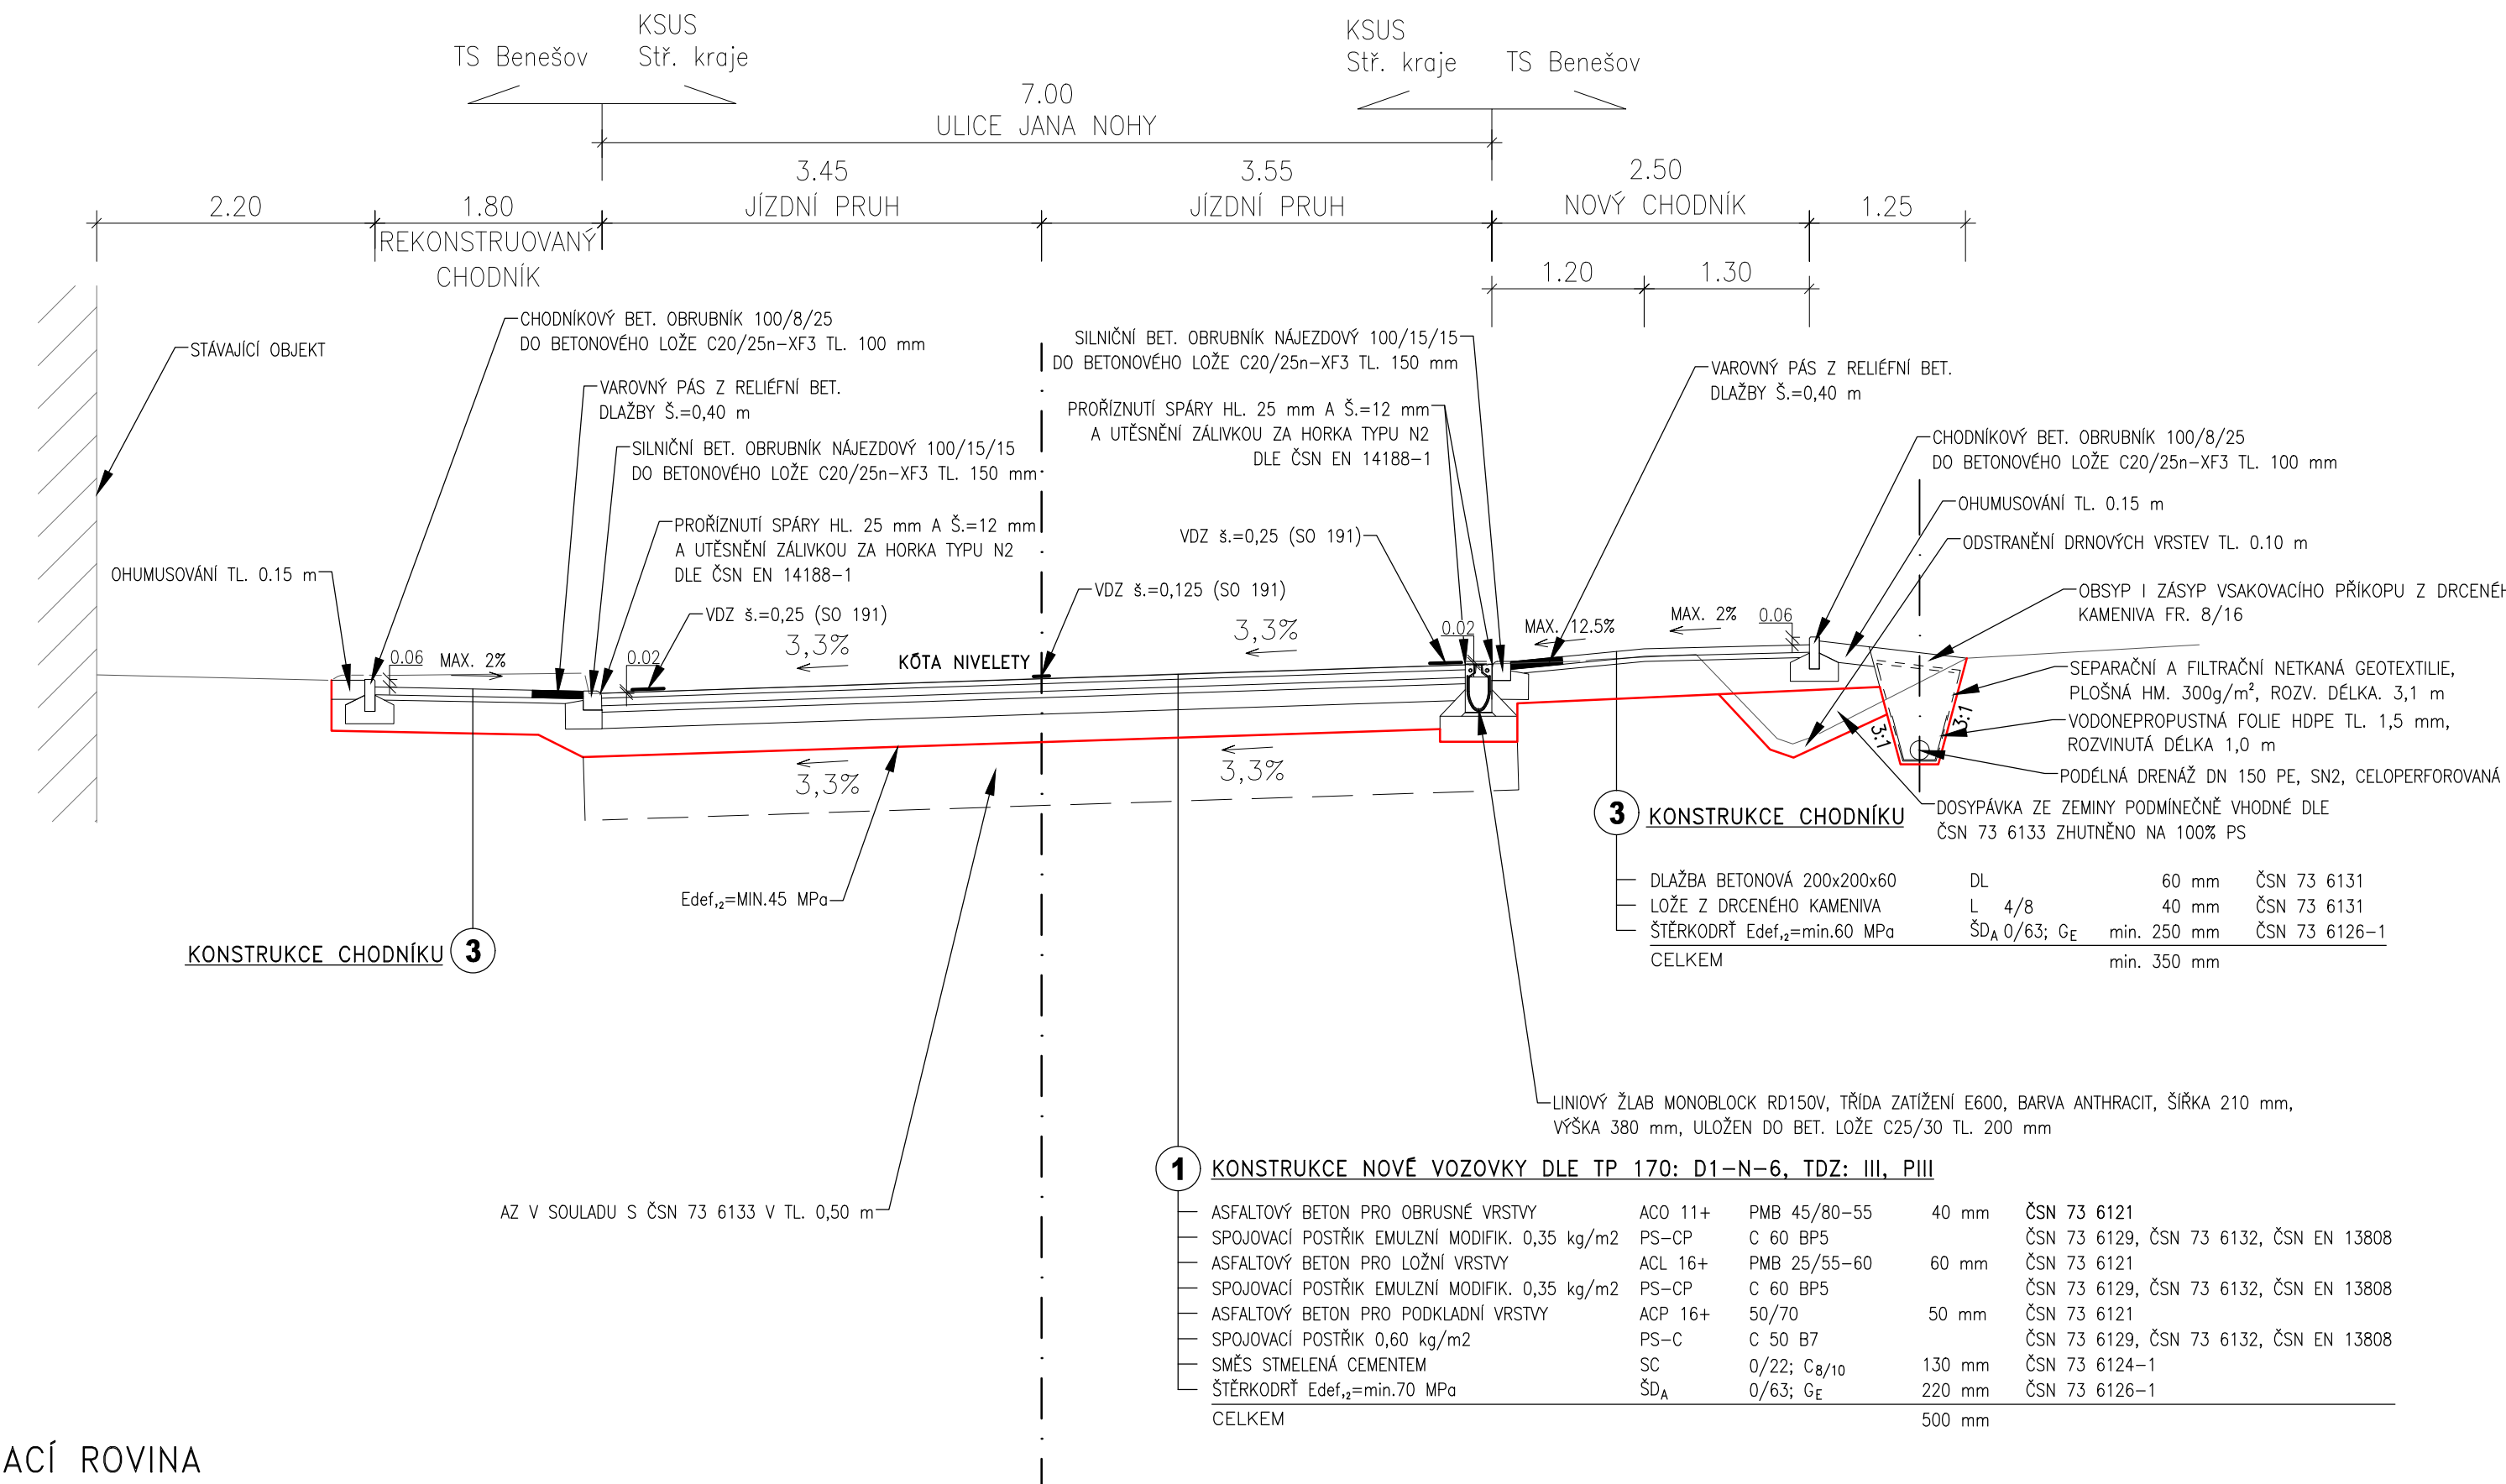 KSUS
TS Benešov Stř. kraje
KSUS
Stř. kraje TS Benešov
7.00
ULICE JANA NOHY
3.45
JÍZDNÍ PRUH
3.55
JÍZDNÍ PRUH
2.50
NOVÝ CHODNÍK
2.20
1.80
REKONSTRUOVANÝ
CHODNÍK
1.25
1.20
1.30
STÁVAJÍCÍ OBJEKT
CHODNÍKOVÝ BET. OBRUBNÍK 100/8/25
DO BETONOVÉHO LOŽE C20/25n-XF3 TL. 100 mm
VAROVNÝ PÁS Z RELIÉFNÍ BET.
DLAŽBY Š.=0,40 m
SILNIČNÍ BET. OBRUBNÍK NÁJEZDOVÝ 100/15/15
DO BETONOVÉHO LOŽE C20/25n-XF3 TL. 150 mm
PROŘÍZNUTÍ SPÁRY HL. 25 mm A Š.=12 mm
A UTĚSNĚNÍ ZÁLIVKOU ZA HORKA TYPU N2
DLE ČSN EN 14188-1
OHUMUSOVÁNÍ TL. 0.15 m
VDZ š.=0,25 (SO 191)
SILNIČNÍ BET. OBRUBNÍK NÁJEZDOVÝ 100/15/15
DO BETONOVÉHO LOŽE C20/25n-XF3 TL. 150 mm
PROŘÍZNUTÍ SPÁRY HL. 25 mm A Š.=12 mm
A UTĚSNĚNÍ ZÁLIVKOU ZA HORKA TYPU N2
DLE ČSN EN 14188-1
VDZ š.=0,25 (SO 191)
VDZ š.=0,125 (SO 191)
VAROVNÝ PÁS Z RELIÉFNÍ BET.
DLAŽBY Š.=0,40 m
CHODNÍKOVÝ BET. OBRUBNÍK 100/8/25
DO BETONOVÉHO LOŽE C20/25n-XF3 TL. 100 mm
OHUMUSOVÁNÍ TL. 0.15 m
ODSTRANĚNÍ DRNOVÝCH VRSTEV TL. 0.10 m
OBSYP I ZÁSYP VSAKOVACÍHO PŘÍKOPU Z DRCENÉH
KAMENIVA FR. 8/16
SEPARAČNÍ A FILTRAČNÍ NETKANÁ GEOTEXTILIE,
PLOŠNÁ HM. 300g/m², ROZV. DÉLKA. 3,1 m
VODONEPROPUSTNÁ FOLIE HDPE TL. 1,5 mm,
ROZVINUTÁ DÉLKA 1,0 m
PODÉLNÁ DRENÁŽ DN 150 PE, SN2, CELOPERFOROVANÁ
DOSYPÁVKA ZE ZEMINY PODMÍNEČNĚ VHODNÉ DLE
ČSN 73 6133 ZHUTNĚNO NA 100% PS
0.06 MAX. 2%
0.02
3,3%
KÓTA NIVELETY
3,3%
0.02
MAX. 12.5%
MAX. 2%
0.06
3:1
3:1
3,3%
3,3%
Edef,₂=MIN.45 MPa
KONSTRUKCE CHODNÍKU 3
3 KONSTRUKCE CHODNÍKU
DLAŽBA BETONOVÁ 200x200x60 DL 60 mm ČSN 73 6131
LOŽE Z DRCENÉHO KAMENIVA L 4/8 40 mm ČSN 73 6131
ŠTĚRKODRŤ Edef,₂=min.60 MPa ŠDA 0/63; GE min. 250 mm ČSN 73 6126-1
CELKEM min. 350 mm
LINIOVÝ ŽLAB MONOBLOCK RD150V, TŘÍDA ZATÍŽENÍ E600, BARVA ANTHRACIT, ŠÍŘKA 210 mm,
VÝŠKA 380 mm, ULOŽEN DO BET. LOŽE C25/30 TL. 200 mm
AZ V SOULADU S ČSN 73 6133 V TL. 0,50 m
1 KONSTRUKCE NOVÉ VOZOVKY DLE TP 170: D1-N-6, TDZ: III, PIII
ASFALTOVÝ BETON PRO OBRUSNÉ VRSTVY ACO 11+ PMB 45/80-55 40 mm ČSN 73 6121
SPOJOVACÍ POSTŘIK EMULZNÍ MODIFIK. 0,35 kg/m2 PS-CP C 60 BP5 ČSN 73 6129, ČSN 73 6132, ČSN EN 13808
ASFALTOVÝ BETON PRO LOŽNÍ VRSTVY ACL 16+ PMB 25/55-60 60 mm ČSN 73 6121
SPOJOVACÍ POSTŘIK EMULZNÍ MODIFIK. 0,35 kg/m2 PS-CP C 60 BP5 ČSN 73 6129, ČSN 73 6132, ČSN EN 13808
ASFALTOVÝ BETON PRO PODKLADNÍ VRSTVY ACP 16+ 50/70 50 mm ČSN 73 6121
SPOJOVACÍ POSTŘIK 0,60 kg/m2 PS-C C 50 B7 ČSN 73 6129, ČSN 73 6132, ČSN EN 13808
SMĚS STMELENÁ CEMENTEM SC 0/22; C8/10 130 mm ČSN 73 6124-1
ŠTĚRKODRŤ Edef,₂=min.70 MPa ŠDA 0/63; GE 220 mm ČSN 73 6126-1
CELKEM 500 mm
ACÍ ROVINA